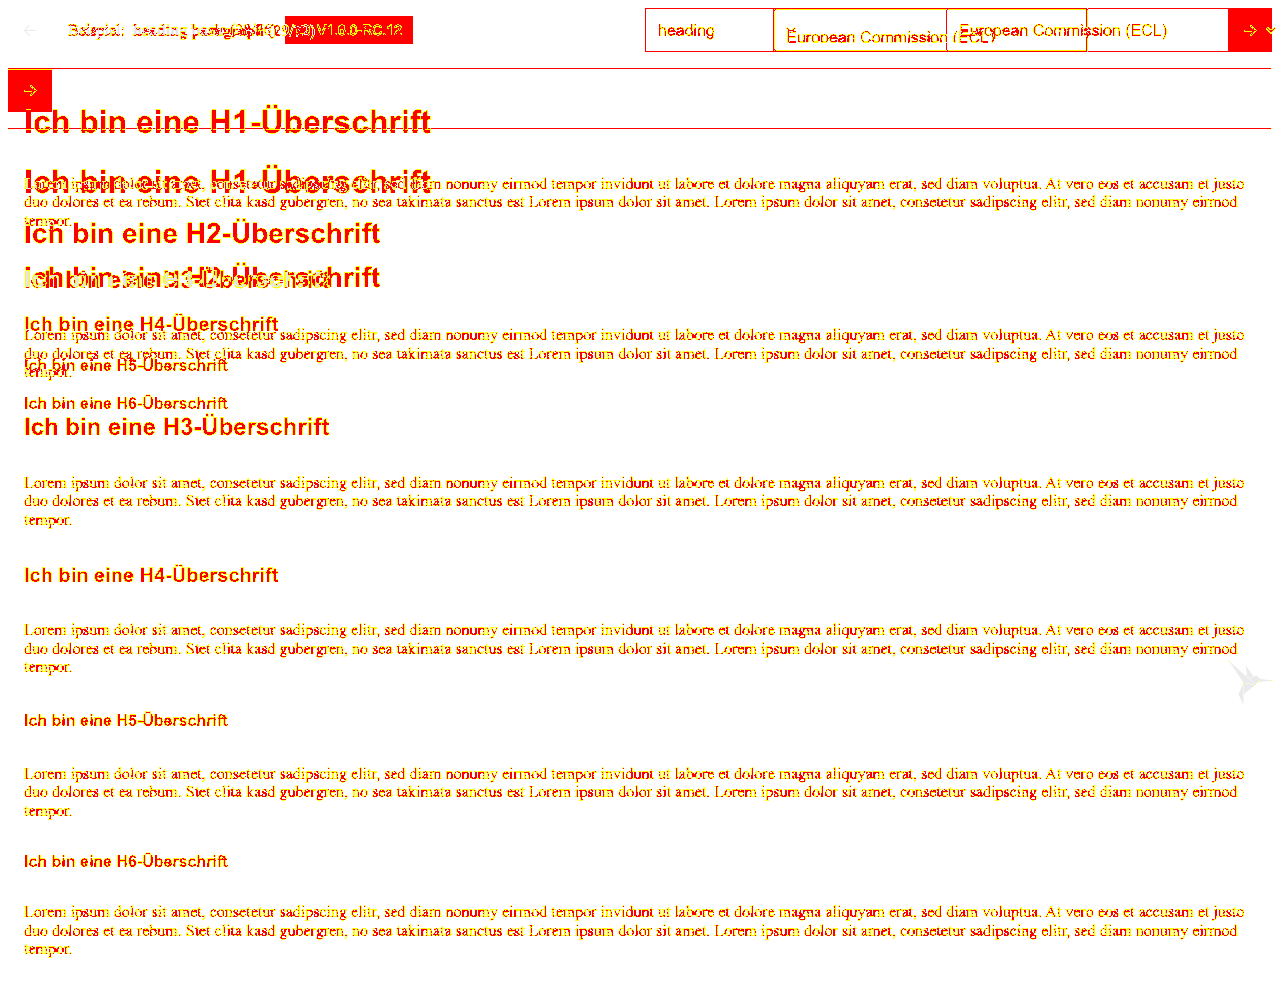 Beispiel: heading paragraph V1.0.0-RC.12
heading
European Commission (ECL)
European Commission (ECL)
Ich bin eine H1-Überschrift
Ich bin eine H1-Überschrift
Lorem ipsum dolor sit amet, consetetur sadipscing elitr, sed diam nonumy eirmod tempor invidunt ut labore et dolore magna aliquyam erat, sed diam voluptua. At vero eos et accusam et justo
duo dolores et ea rebum. Stet clita kasd gubergren, no sea takimata sanctus est Lorem ipsum dolor sit amet. Lorem ipsum dolor sit amet, consetetur sadipscing elitr, sed diam nonumy eirmod
tempor.
Ich bin eine H2-Überschrift
Ich bin eine H2-Überschrift
Ich bin eine H3-Überschrift
Ich bin eine H4-Überschrift
Lorem ipsum dolor sit amet, consetetur sadipscing elitr, sed diam nonumy eirmod tempor invidunt ut labore et dolore magna aliquyam erat, sed diam voluptua. At vero eos et accusam et justo
duo dolores et ea rebum. Stet clita kasd gubergren, no sea takimata sanctus est Lorem ipsum dolor sit amet. Lorem ipsum dolor sit amet, consetetur sadipscing elitr, sed diam nonumy eirmod
tempor.
Ich bin eine H5-Überschrift
Ich bin eine H6-Überschrift
Ich bin eine H3-Überschrift
Lorem ipsum dolor sit amet, consetetur sadipscing elitr, sed diam nonumy eirmod tempor invidunt ut labore et dolore magna aliquyam erat, sed diam voluptua. At vero eos et accusam et justo
duo dolores et ea rebum. Stet clita kasd gubergren, no sea takimata sanctus est Lorem ipsum dolor sit amet. Lorem ipsum dolor sit amet, consetetur sadipscing elitr, sed diam nonumy eirmod
tempor.
Ich bin eine H4-Überschrift
Lorem ipsum dolor sit amet, consetetur sadipscing elitr, sed diam nonumy eirmod tempor invidunt ut labore et dolore magna aliquyam erat, sed diam voluptua. At vero eos et accusam et justo
duo dolores et ea rebum. Stet clita kasd gubergren, no sea takimata sanctus est Lorem ipsum dolor sit amet. Lorem ipsum dolor sit amet, consetetur sadipscing elitr, sed diam nonumy eirmod
tempor.
Ich bin eine H5-Überschrift
Lorem ipsum dolor sit amet, consetetur sadipscing elitr, sed diam nonumy eirmod tempor invidunt ut labore et dolore magna aliquyam erat, sed diam voluptua. At vero eos et accusam et justo
duo dolores et ea rebum. Stet clita kasd gubergren, no sea takimata sanctus est Lorem ipsum dolor sit amet. Lorem ipsum dolor sit amet, consetetur sadipscing elitr, sed diam nonumy eirmod
tempor.
Ich bin eine H6-Überschrift
Lorem ipsum dolor sit amet, consetetur sadipscing elitr, sed diam nonumy eirmod tempor invidunt ut labore et dolore magna aliquyam erat, sed diam voluptua. At vero eos et accusam et justo
duo dolores et ea rebum. Stet clita kasd gubergren, no sea takimata sanctus est Lorem ipsum dolor sit amet. Lorem ipsum dolor sit amet, consetetur sadipscing elitr, sed diam nonumy eirmod
tempor.